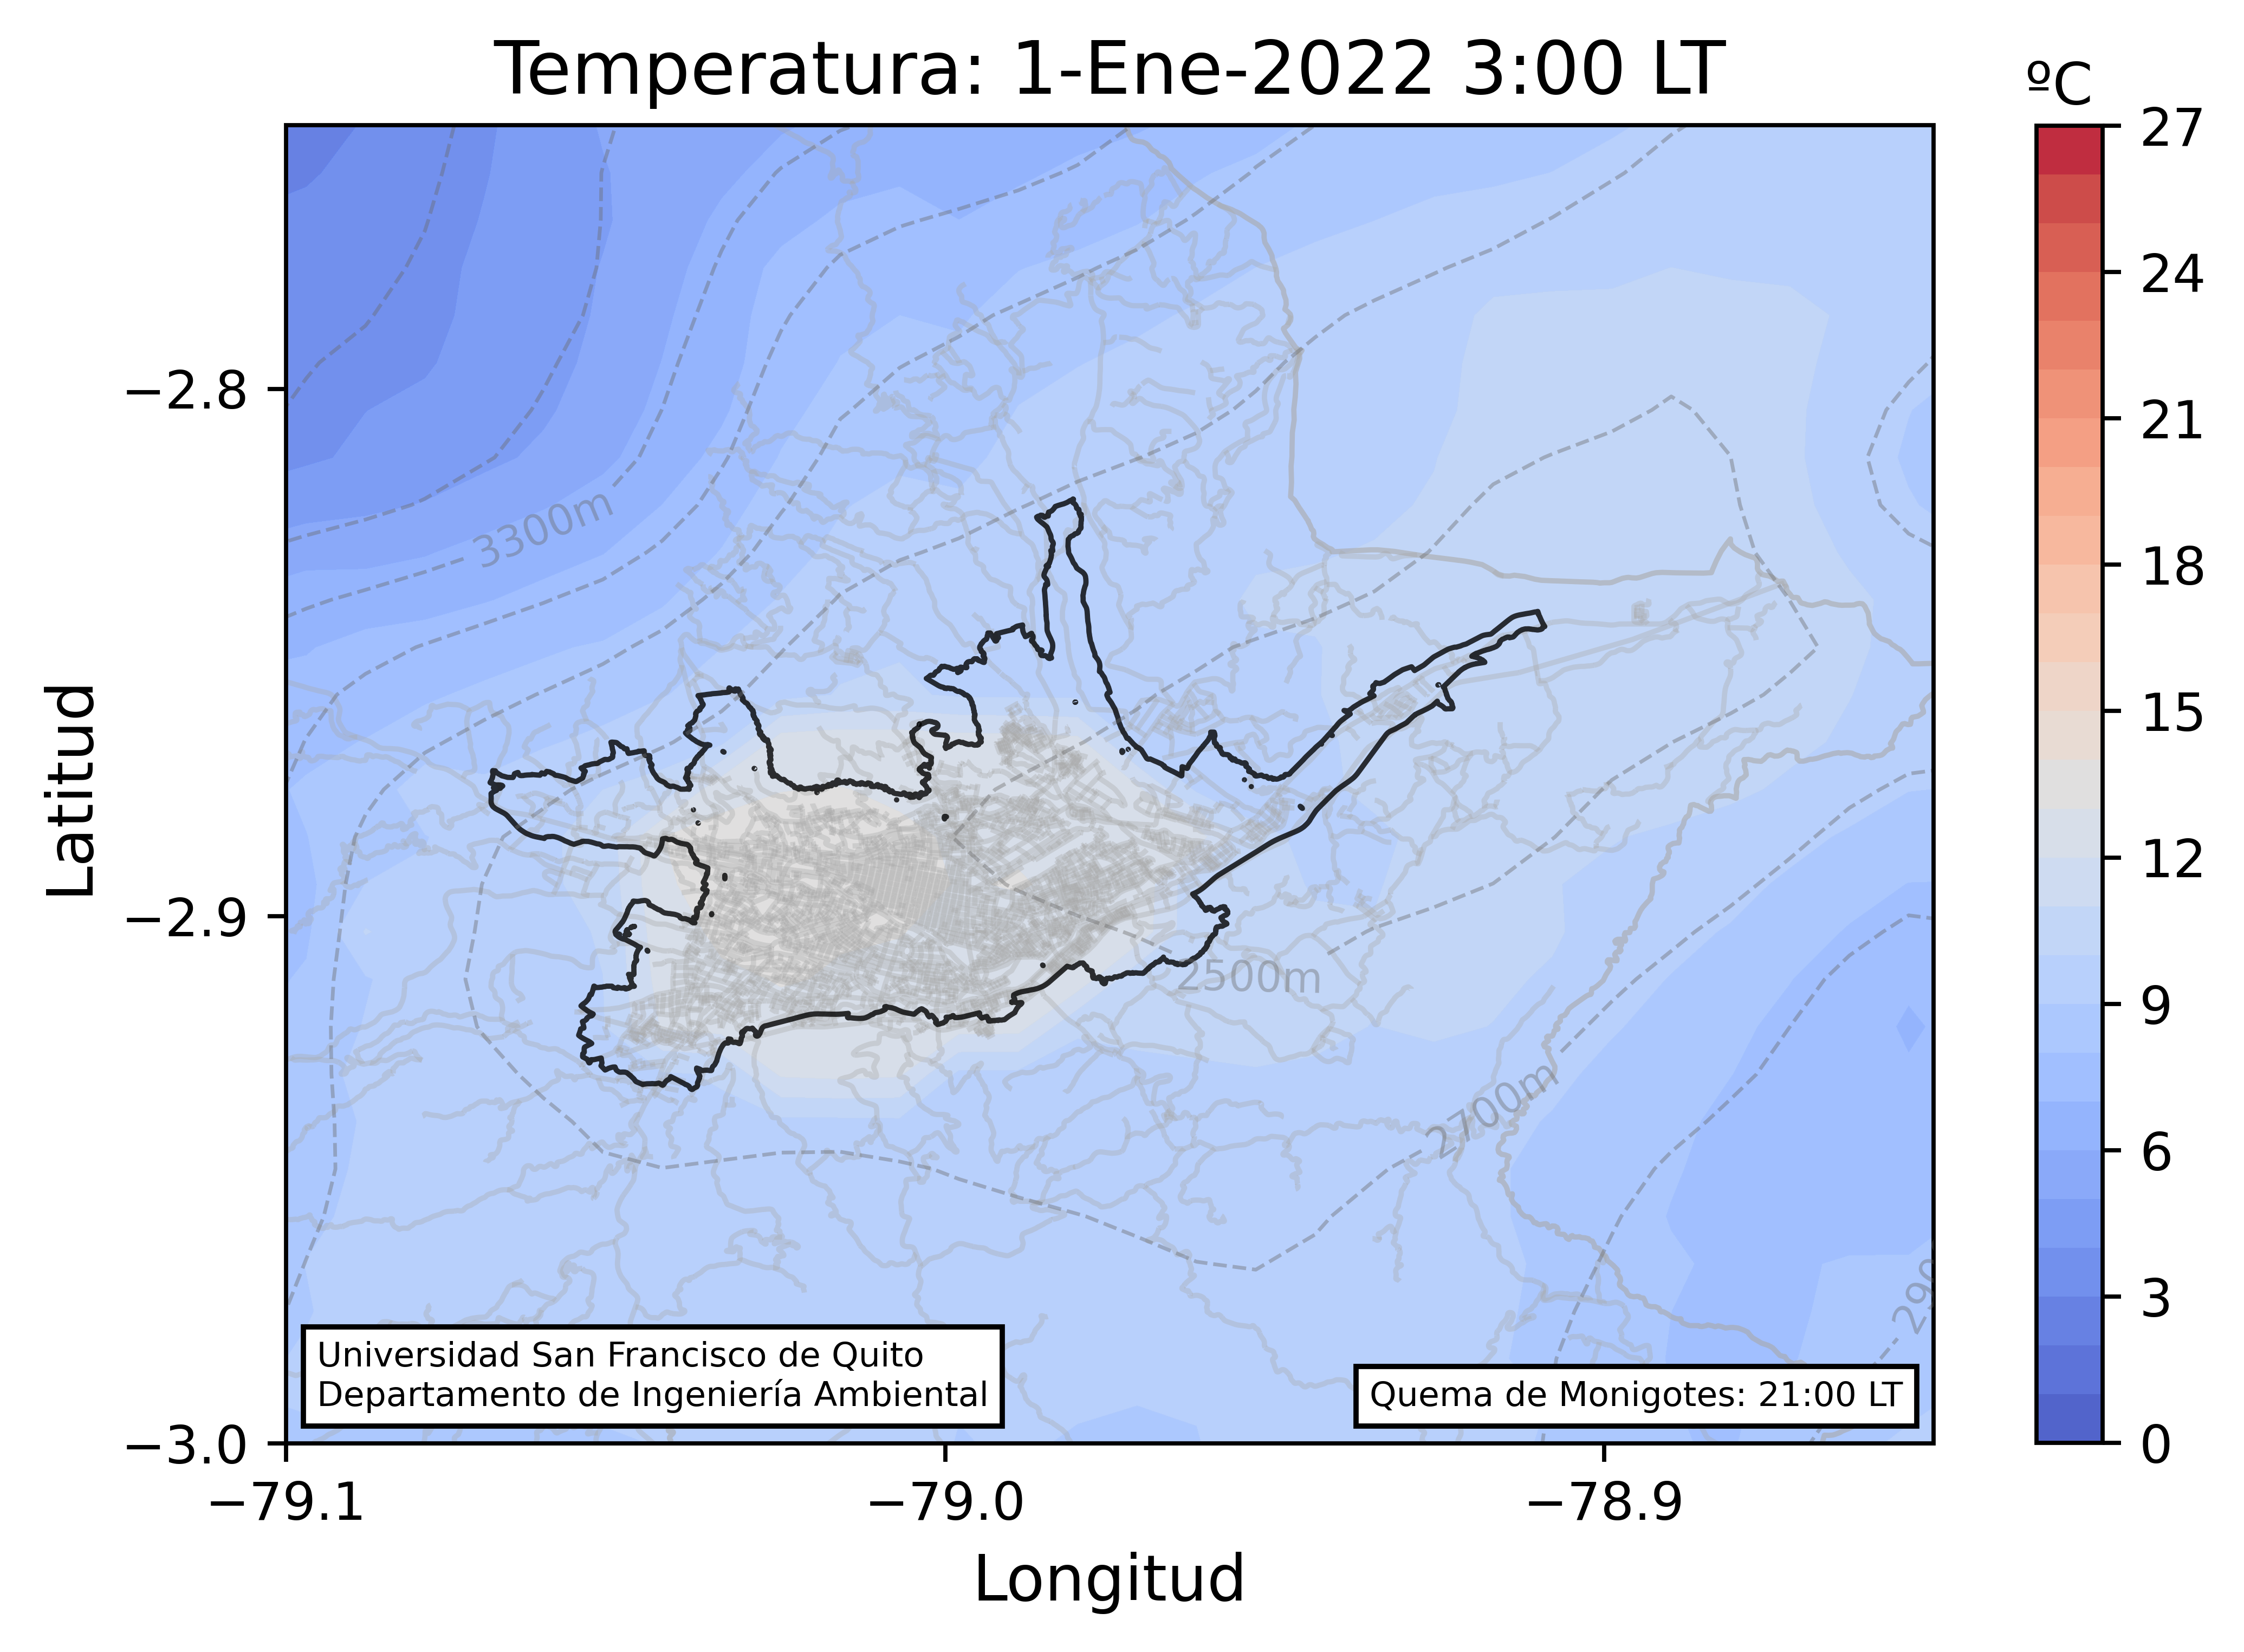 Temperatura: 1-Ene-2022 3:00 LT
ºC
27
24
21
18
15
12
9
6
3
0
Latitud
−2.8
−2.9
−3.0
3300m
2500m
2700m
290
Universidad San Francisco de Quito
Departamento de Ingeniería Ambiental
Quema de Monigotes: 21:00 LT
−79.1
−79.0
−78.9
Longitud